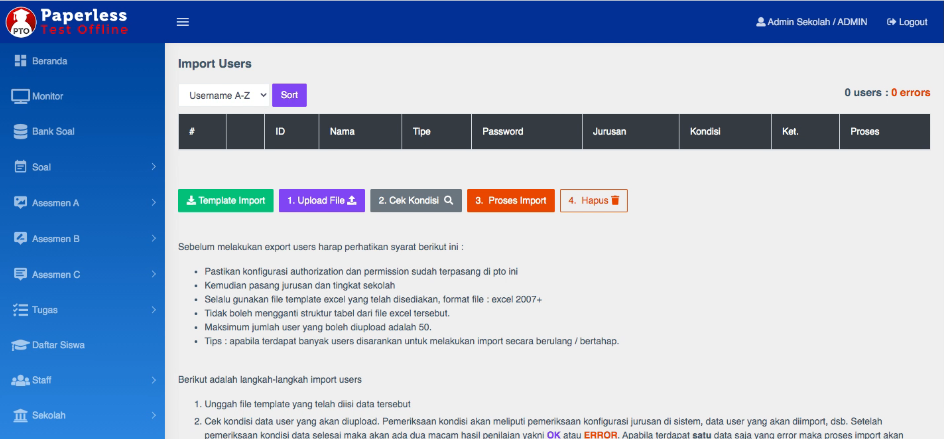 Paperless
Test Offline
PTO
Admin Sekolah / ADMIN
Logout
Beranda
Monitor
Bank Soal
Soal
Asesmen A
Asesmen B
Asesmen C
Tugas
Daftar Siswa
Staff
Sekolah
Import Users
Username A-Z
Sort
0 users : 0 errors
# ID Nama Tipe Password Jurusan Kondisi Ket. Proses
Template Import
1. Upload File
2. Cek Kondisi
3. Proses Import
4. Hapus
Sebelum melakukan export users harap perhatikan syarat berikut ini :
• Pastikan konfigurasi authorization dan permission sudah terpasang di pto ini
• Kemudian pasang jurusan dan tingkat sekolah
• Selalu gunakan file template excel yang telah disediakan, format file : excel 2007+
• Tidak boleh mengganti struktur tabel dari file excel tersebut.
• Maksimum jumlah user yang boleh diupload adalah 50.
• Tips : apabila terdapat banyak users disarankan untuk melakukan import secara berulang / bertahap.
Berikut adalah langkah-langkah import users
1. Unggah file template yang telah diisi data tersebut
2. Cek kondisi data user yang akan diupload. Pemeriksaan kondisi akan meliputi pemeriksaan konfigurasi jurusan di sistem, data user yang akan diimport, dsb. Setelah
pemeriksaan kondisi data selesai maka akan ada dua macam hasil penilaian yakni OK atau ERROR. Apabila terdapat satu data saja yang error maka proses import akan